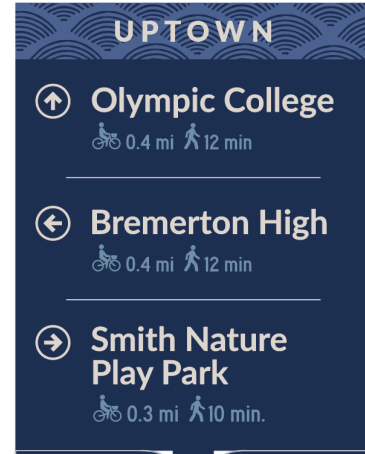 UPTOWN
Olympic College
0.4 mi 12 min
Bremerton High
0.4 mi 12 min
Smith Nature
Play Park
0.3 mi 10 min.